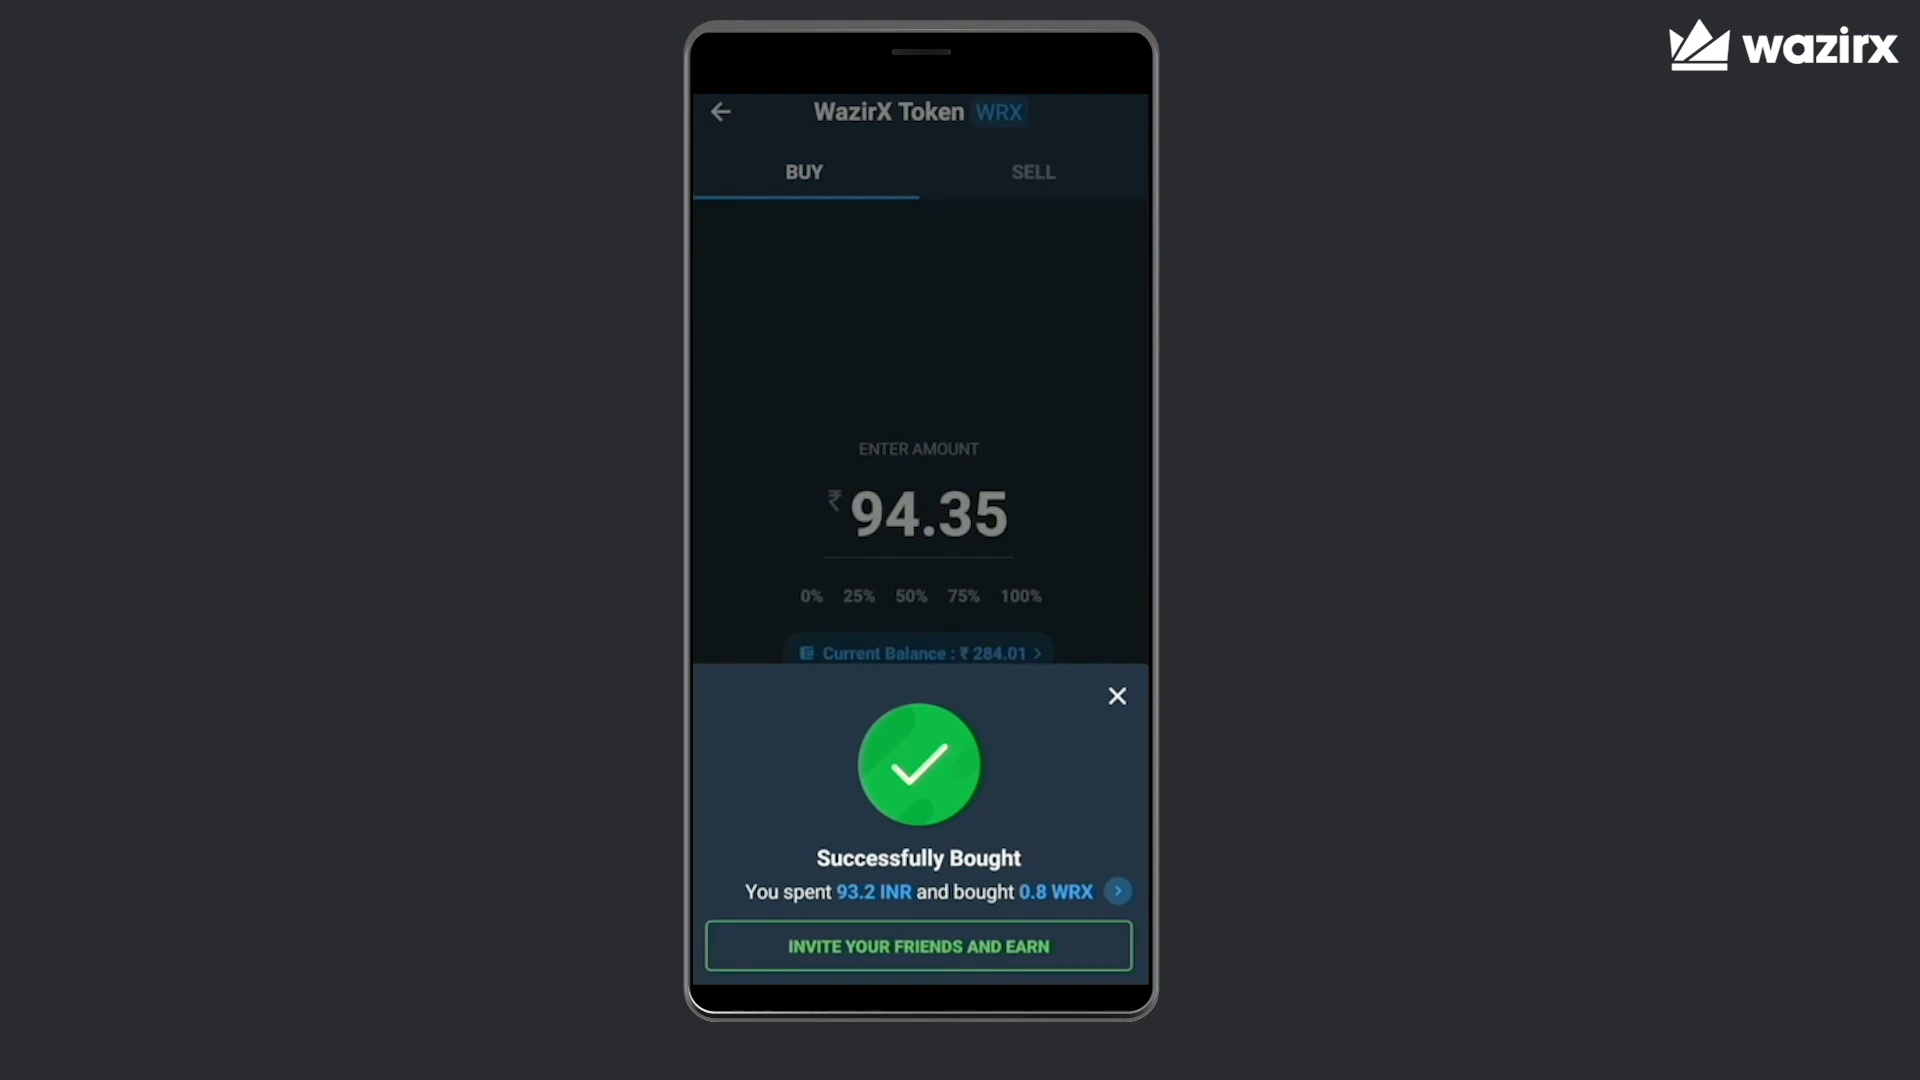 wazirx
WazirX Token WRX
BUY SELL
ENTER AMOUNT
₹ 94.35
0% 25% 50% 75% 100%
Current Balance : ₹ 284.01 >
Successfully Bought
You spent 93.2 INR and bought 0.8 WRX
INVITE YOUR FRIENDS AND EARN